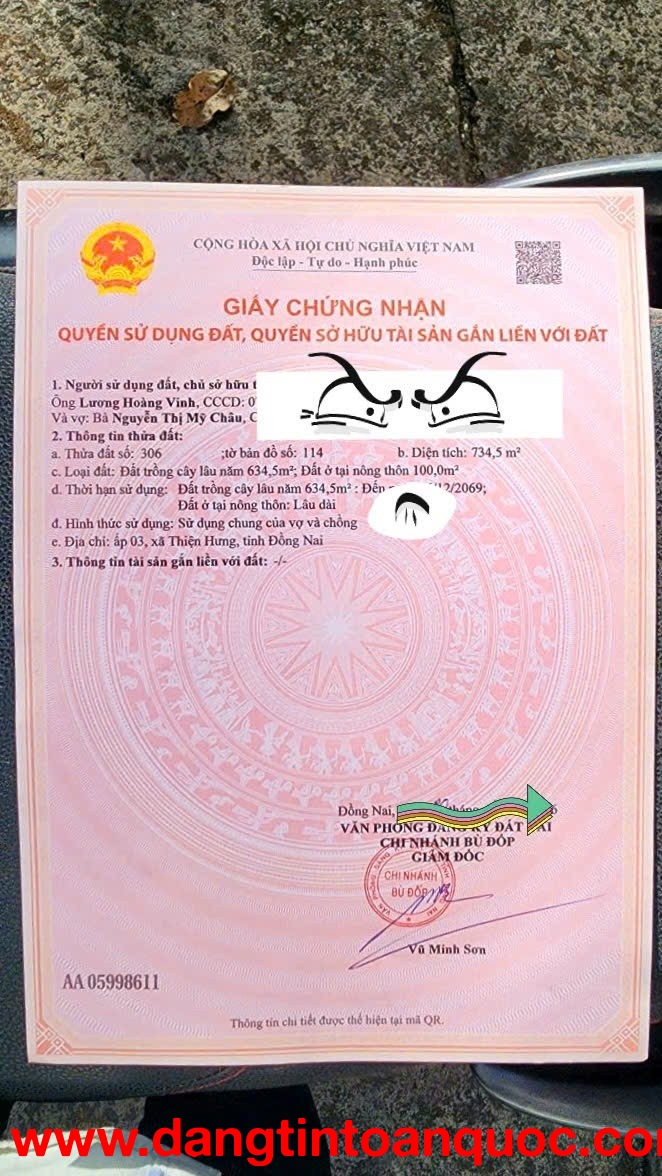 CỘNG HÒA XÃ HỘI CHỦ NGHĨA VIỆT NAM
Độc lập - Tự do - Hạnh phúc
GIẤY CHỨNG NHẬN
QUYỀN SỬ DỤNG ĐẤT, QUYỀN SỞ HỮU TÀI SẢN GẮN LIỀN VỚI ĐẤT
1. Người sử dụng đất, chủ sở hữu t
Ông Lương Hoàng Vinh, CCCD: 0
Và vợ: Bà Nguyễn Thị Mỹ Châu, C
2. Thông tin thửa đất:
a. Thửa đất số: 306 ;tờ bản đồ số: 114 b. Diện tích: 734,5 m²
c. Loại đất: Đất trồng cây lâu năm 634,5m²; Đất ở tại nông thôn 100,0m²
d. Thời hạn sử dụng: Đất trồng cây lâu năm 634,5m² : Đến /12/2069;
Đất ở tại nông thôn: Lâu dài
đ. Hình thức sử dụng: Sử dụng chung của vợ và chồng
e. Địa chỉ: ấp 03, xã Thiện Hưng, tỉnh Đồng Nai
3. Thông tin tài sản gắn liền với đất: -/-
Đồng Nai,
VĂN PHÒNG ĐĂNG KÝ ĐẤT ĐAI
CHI NHÁNH BÙ ĐỐP
GIÁM ĐỐC
CHI NHÁNH
BÙ ĐỐP
Vũ Minh Sơn
AA 05998611
Thông tin chi tiết được thể hiện tại mã QR.
www.dangtintoanquoc.co